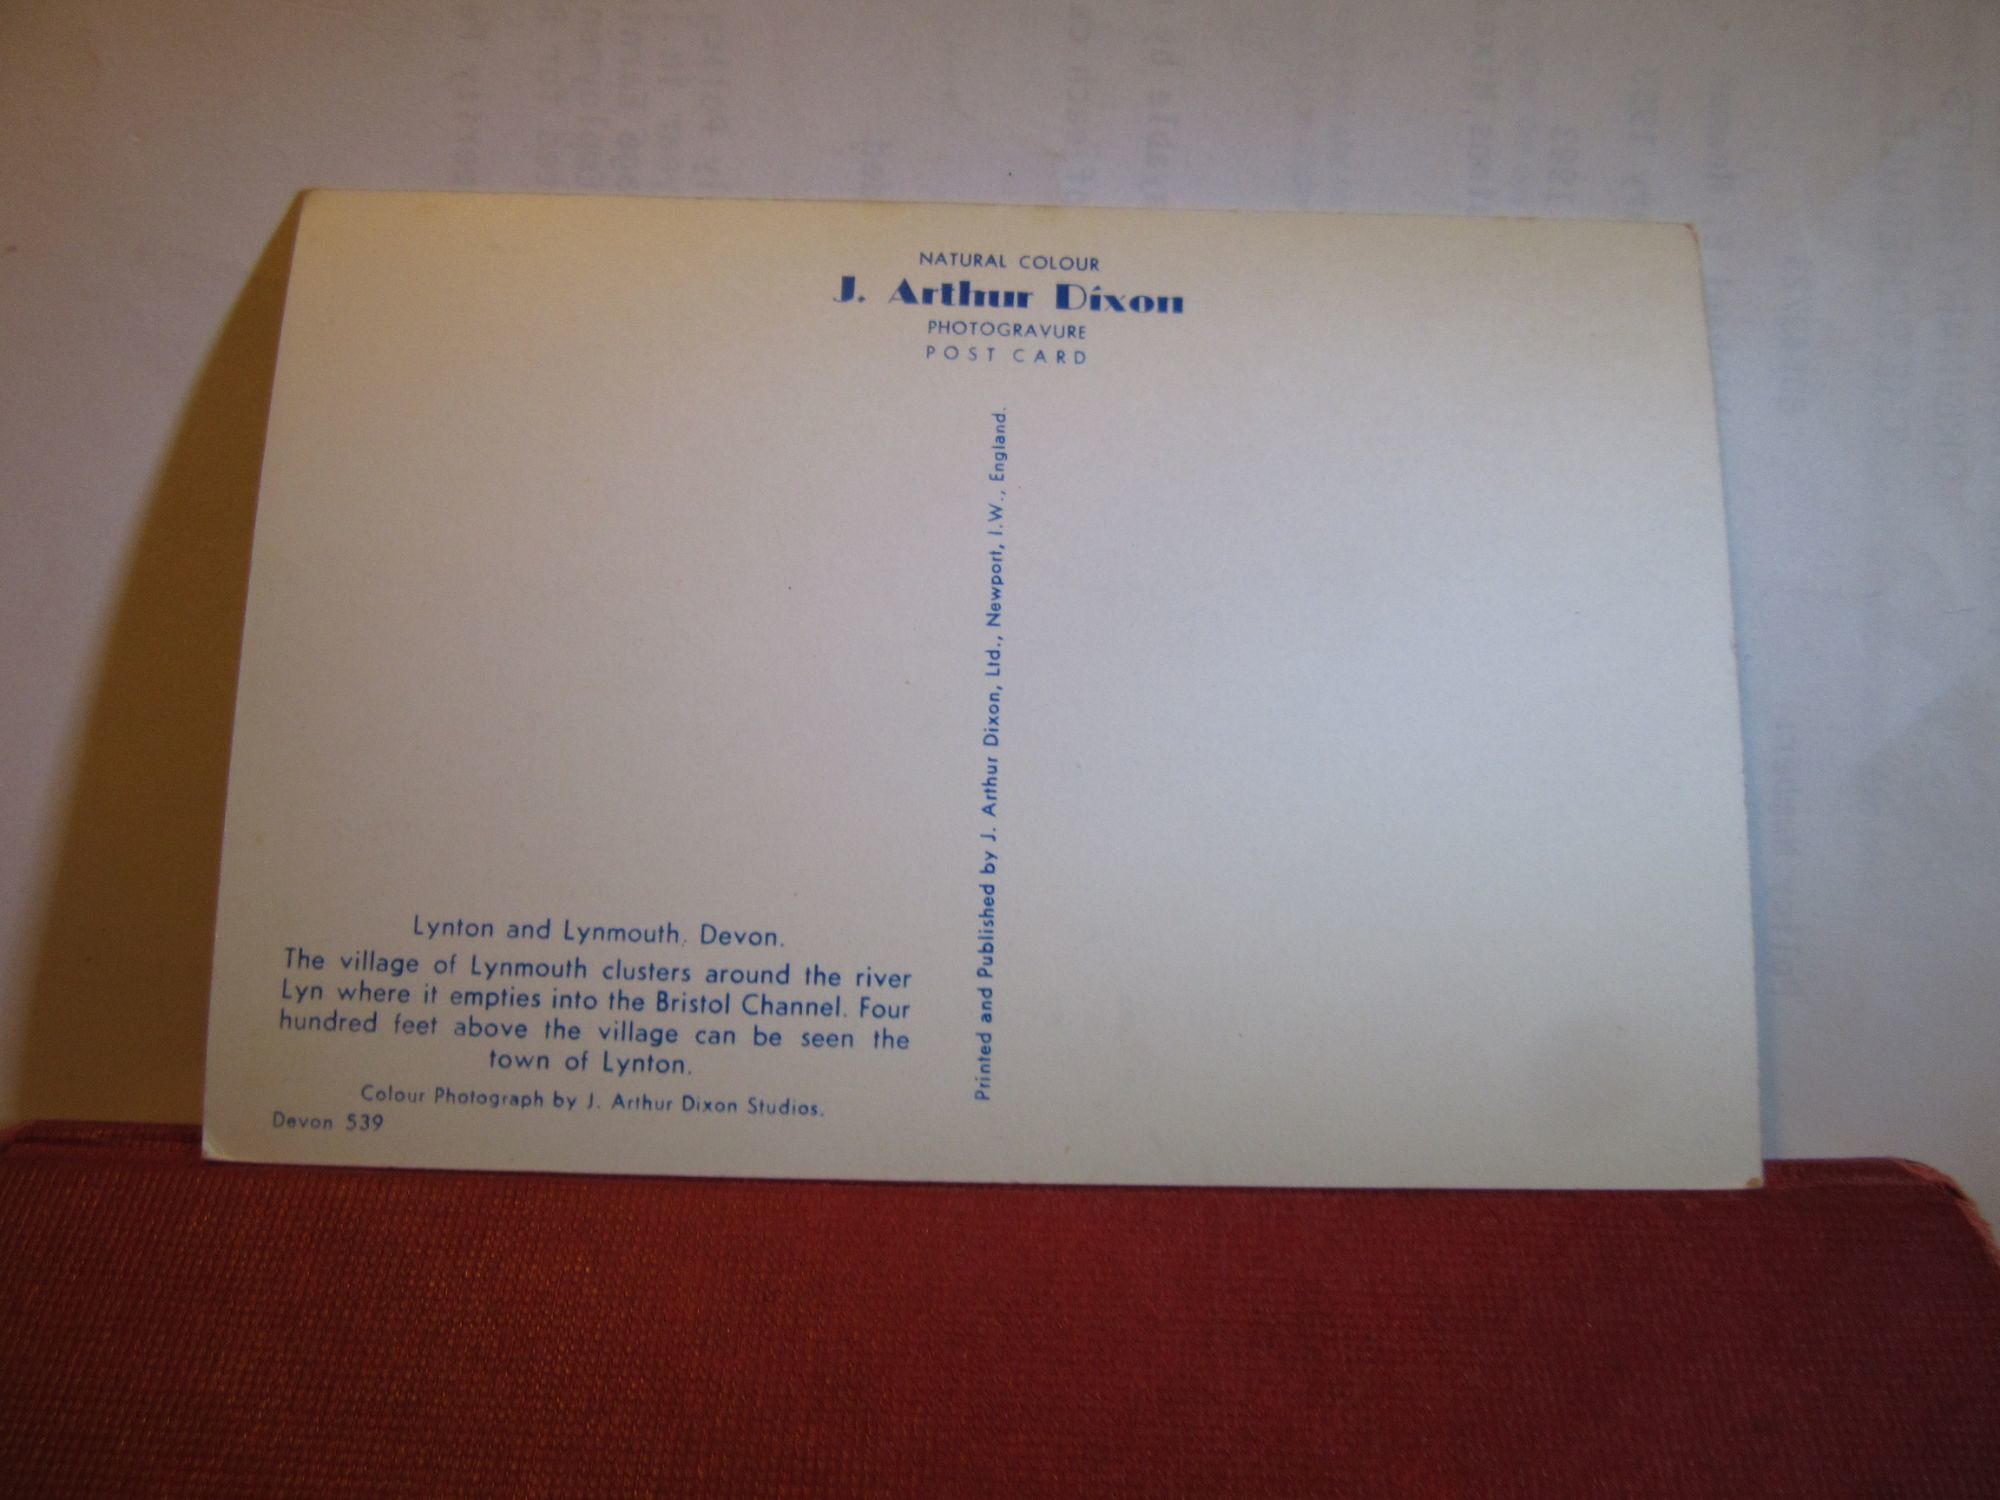 NATURAL COLOUR
J. Arthur Dixon
PHOTOGRAVURE
POST CARD
Printed and Published by J. Arthur Dixon, Ltd., Newport, I.W., England.
Lynton and Lynmouth, Devon.
The village of Lynmouth clusters around the river
Lyn where it empties into the Bristol Channel. Four
hundred feet above the village can be seen the
town of Lynton.
Colour Photograph by J. Arthur Dixon Studios.
Devon 539